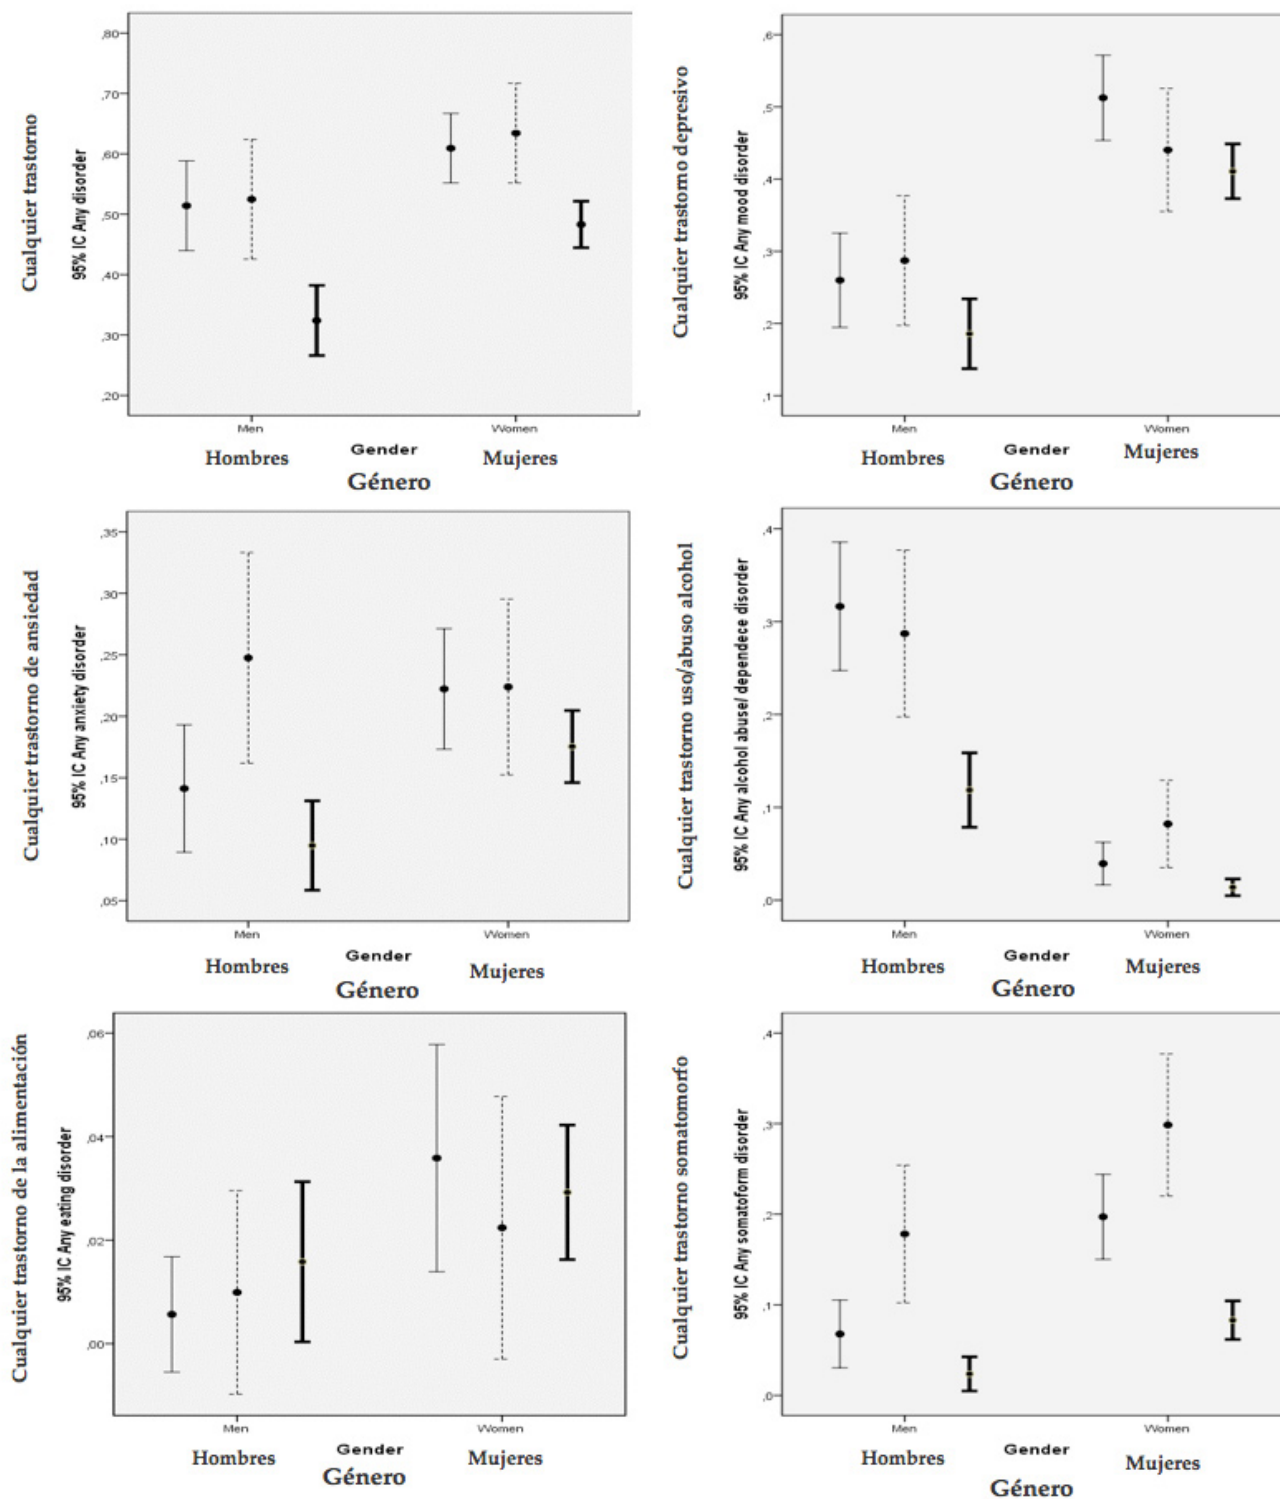 Cualquier trastorno
95% IC Any disorder
,80
,70
,60
,50
,40
,30
,20
Men
Women
Gender
Hombres
Mujeres
Género
Cualquier trastorno depresivo
95% IC Any mood disorder
,6
,5
,4
,3
,2
,1
Men
Women
Gender
Hombres
Mujeres
Género
Cualquier trastorno de ansiedad
95% IC Any anxiety disorder
,35
,30
,25
,20
,15
,10
,05
Men
Women
Gender
Hombres
Mujeres
Género
Cualquier trastorno uso/abuso alcohol
95% IC Any alcohol abuse/ dependece disorder
,4
,3
,2
,1
,0
Men
Women
Gender
Hombres
Mujeres
Género
Cualquier trastorno de la alimentación
95% IC Any eating disorder
,06
,04
,02
,00
Men
Women
Gender
Hombres
Mujeres
Género
Cualquier trastorno somatomorfo
95% IC Any somatoform disorder
,4
,3
,2
,1
,0
Men
Women
Gender
Hombres
Mujeres
Género